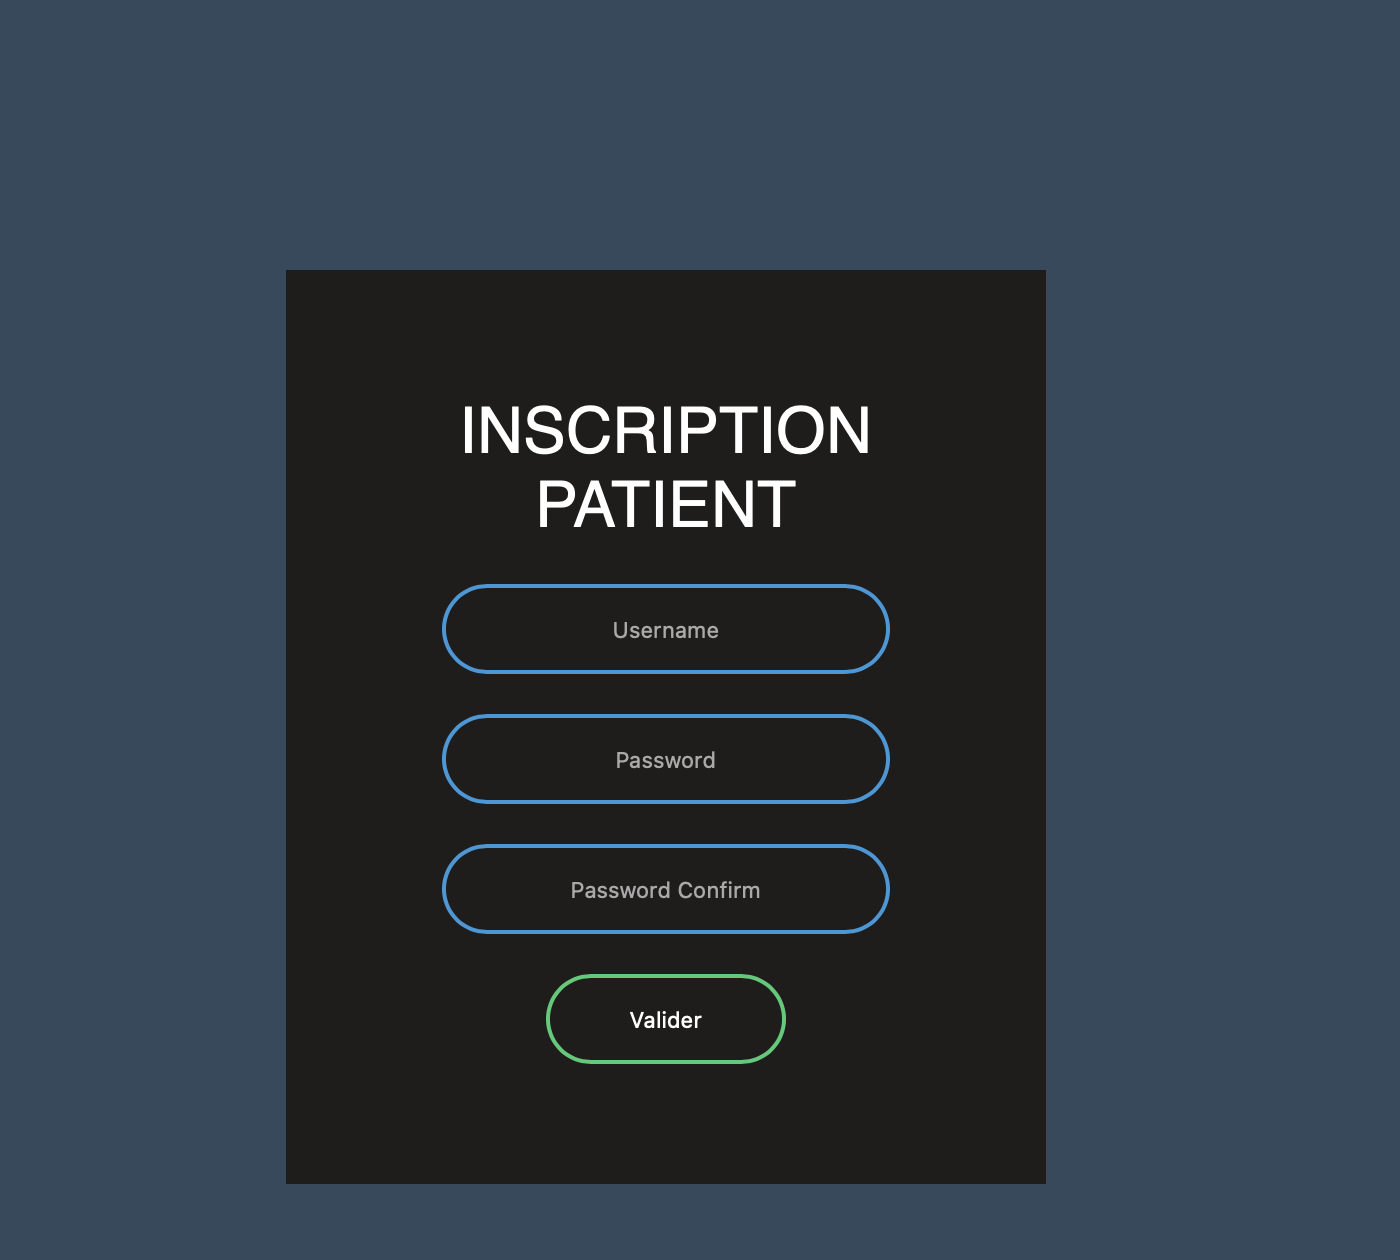 INSCRIPTION
PATIENT
Username
Password
Password Confirm
Valider